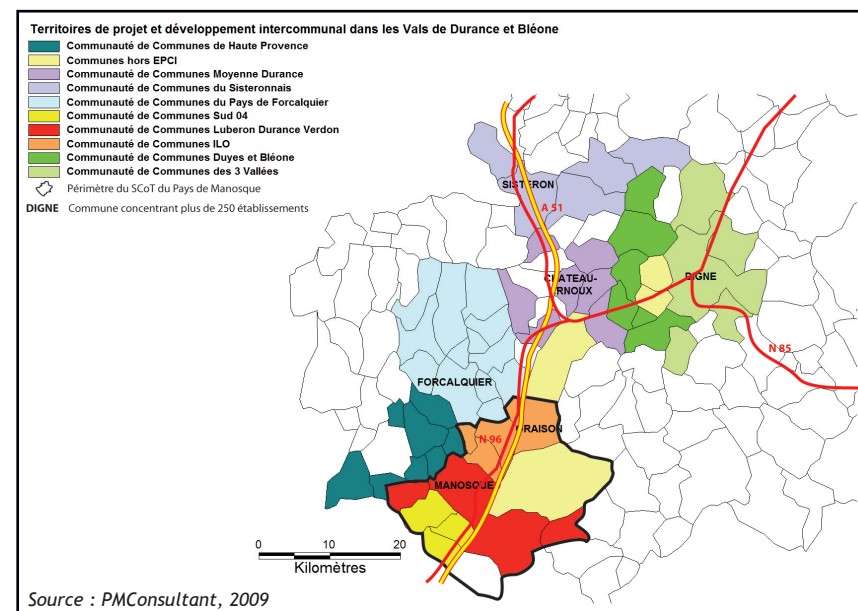 Territoires de projet et développement intercommunal dans les Vals de Durance et Bléone
Communauté de Communes de Haute Provence
Communes hors EPCI
Communauté de Communes Moyenne Durance
Communauté de Communes du Sisteronnais
Communauté de Communes du Pays de Forcalquier
Communauté de Communes Sud 04
Communauté de Communes Luberon Durance Verdon
Communauté de Communes ILO
Communauté de Communes Duyes et Bléone
Communauté de Communes des 3 Vallées
Périmètre du SCoT du Pays de Manosque
DIGNE Commune concentrant plus de 250 établissements
SISTERON
A 51
CHATEAU-
RNOUX
DIGNE
N 85
FORCALQUIER
ORAISON
N 96
MANOSQUE
0 10 20
Kilomètres
Source : PMConsultant, 2009